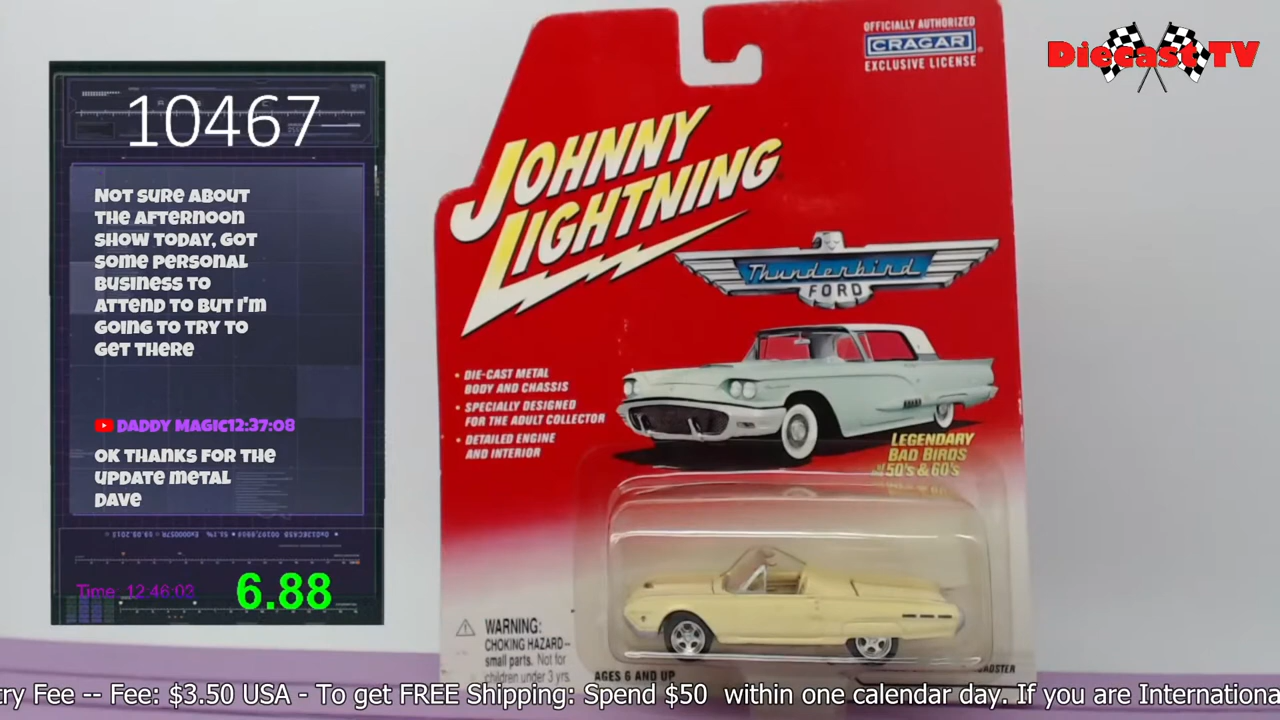 10467
NOT SURE ABOUT
THE AFTERNOON
SHOW TODAY, GOT
SOME PERSONAL
BUSINESS TO
ATTEND TO BUT I'M
GOING TO TRY TO
GET THERE
DADDY MAGIC12:37:08
OK THANKS FOR THE
UPDATE METAL
DAVE
Time: 12:46:03
6.88
OFFICIALLY AUTHORIZED
CRAGAR
EXCLUSIVE LICENSE
Diecast TV
JOHNNY
LIGHTNING
Thunderbird
FORD
• DIE-CAST METAL
BODY AND CHASSIS
• SPECIALLY DESIGNED
FOR THE ADULT COLLECTOR
• DETAILED ENGINE
AND INTERIOR
LEGENDARY
BAD BIRDS
50's & 60's
WARNING:
CHOKING HAZARD–
small parts. Not for
children under 3 yrs.
AGES 6 AND UP
try Fee -- Fee: $3.50 USA - To get FREE Shipping: Spend $50 within one calendar day. If you are Internationa